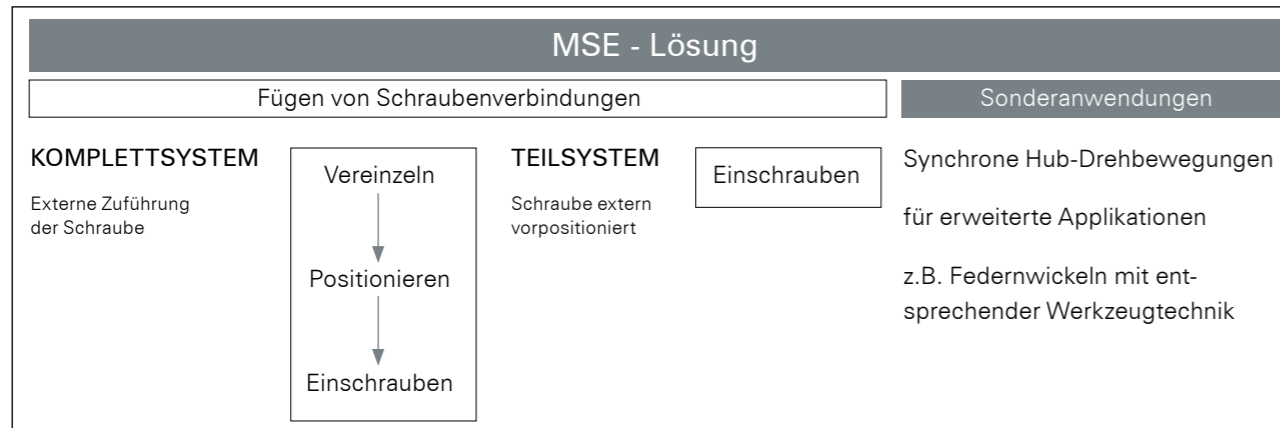 MSE - Lösung
Fügen von Schraubenverbindungen
Sonderanwendungen
KOMPLETTSYSTEM
Externe Zuführung
der Schraube
Vereinzeln
Positionieren
Einschrauben
TEILSYSTEM
Schraube extern
vorpositioniert
Einschrauben
Synchrone Hub-Drehbewegungen
für erweiterte Applikationen
z.B. Federnwickeln mit ent-
sprechender Werkzeugtechnik